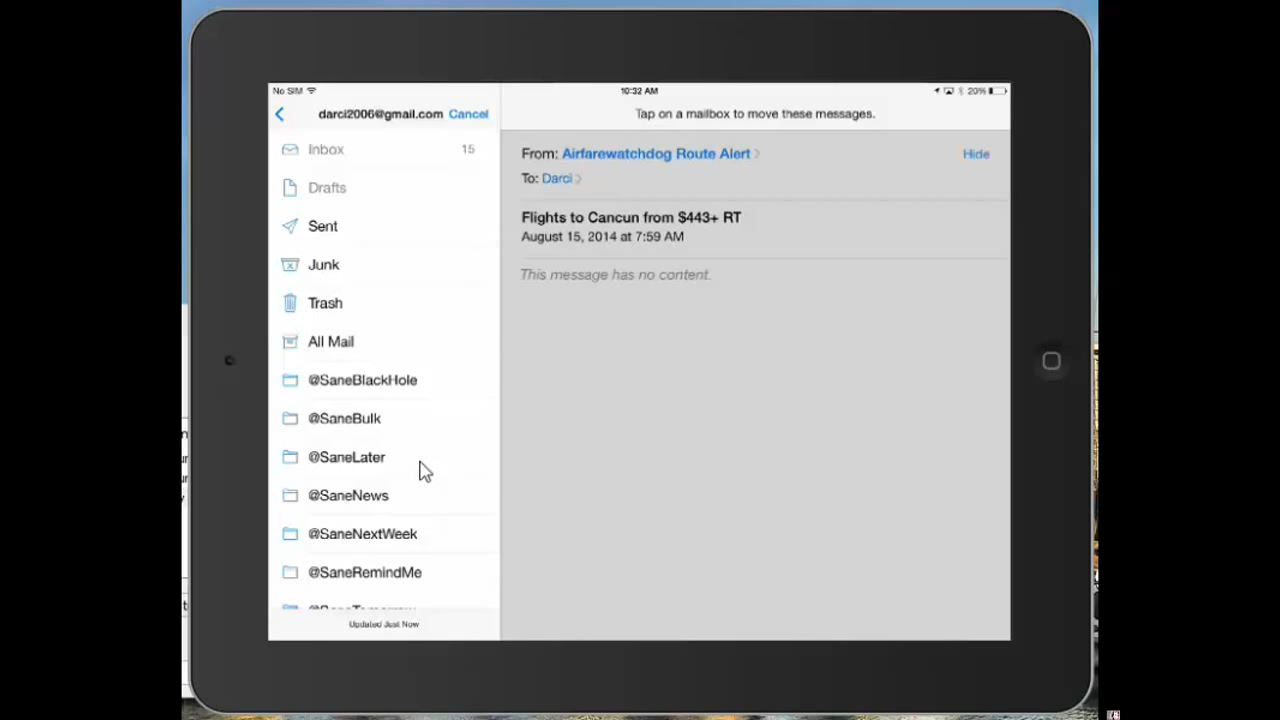 No SIM
10:32 AM
20%
darci2006@gmail.com Cancel
Tap on a mailbox to move these messages.
Inbox 15
Drafts
Sent
Junk
Trash
All Mail
@SaneBlackHole
@SaneBulk
@SaneLater
@SaneNews
@SaneNextWeek
@SaneRemindMe
@SaneTomorrow
Updated Just Now
From: Airfarewatchdog Route Alert
Hide
To: Darci
Flights to Cancun from $443+ RT
August 15, 2014 at 7:59 AM
This message has no content.